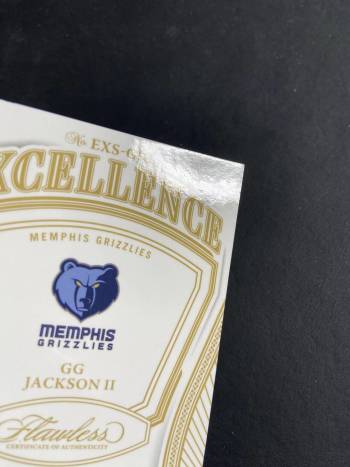 No. EXS-G
XCELLENCE
MEMPHIS GRIZZLIES
MEMPHIS
GRIZZLIES
GG
JACKSON II
Flawless
CERTIFICATE OF AUTHENTICITY